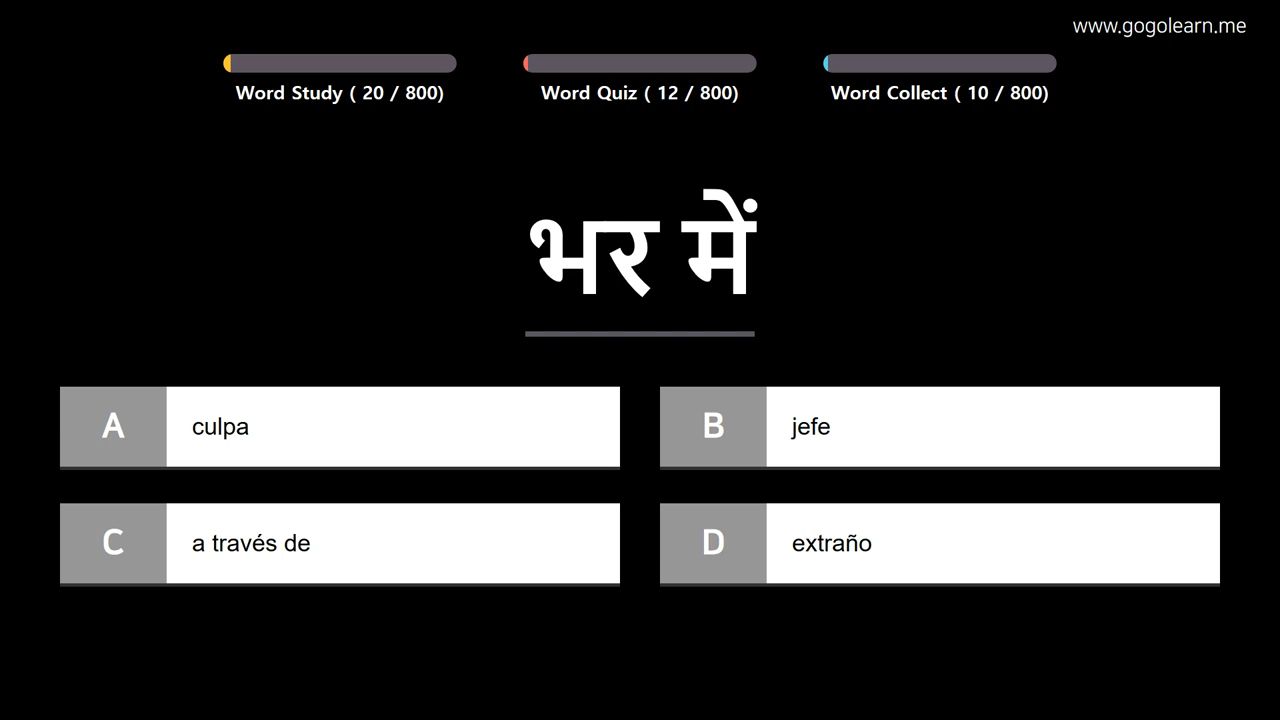 www.gogolearn.me
Word Study ( 20 / 800)
Word Quiz ( 12 / 800)
Word Collect ( 10 / 800)
भर में
A culpa
B jefe
C a través de
D extraño